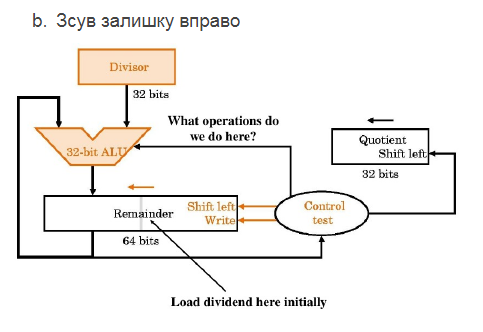 b. Зсув залишку вправо
Divisor
32 bits
What operations do
we do here?
32-bit ALU
Quotient
Shift left
32 bits
Remainder
Shift left
Write
Control
test
64 bits
Load dividend here initially